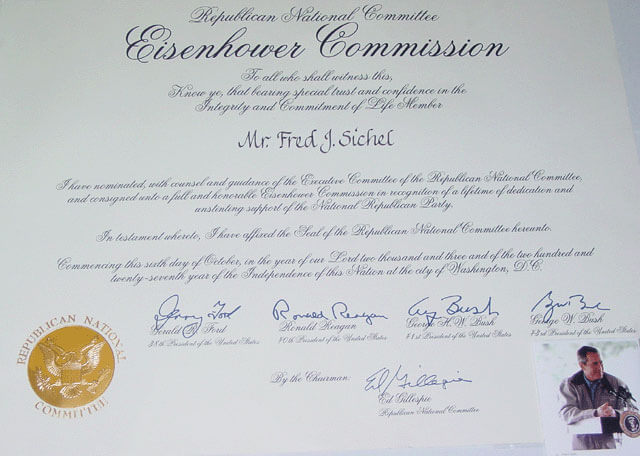 Republican National Committee
Eisenhower Commission
To all who shall witness this,
Know ye, that bearing special trust and confidence in the
Integrity and Commitment of Life Member
Mr. Fred J. Sichel
I have nominated, with counsel and guidance of the Executive Committee of the Republican National Committee,
and consigned unto a full and honorable Eisenhower Commission in recognition of a lifetime of dedication and
unstinting support of the National Republican Party.
In testament whereto, I have affixed the Seal of the Republican National Committee hereunto.
Commencing this sixth day of October, in the year of our Lord two thousand and three and of the two hundred and
twenty-seventh year of the Independence of this Nation at the city of Washington, D.C.
Gerald R. Ford
38th President of the United States
Ronald Reagan
Ronald Reagan
40th President of the United States
George H.W. Bush
41st President of the United States
George W. Bush
43rd President of the United States
By the Chairman:
Ed Gillespie
Ed Gillespie
Republican National Committee
REPUBLICAN NATIONAL
COMMITTEE